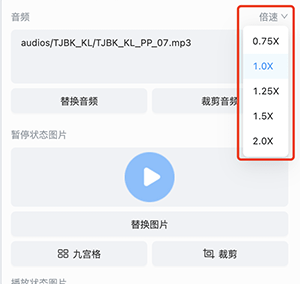 音频
倍速
audios/TJBK_KL/TJBK_KL_PP_07.mp3
0.75X
1.0X
1.25X
1.5X
2.0X
替换音频
裁剪音频
暂停状态图片
替换图片
九宫格
裁剪
播放状态图片